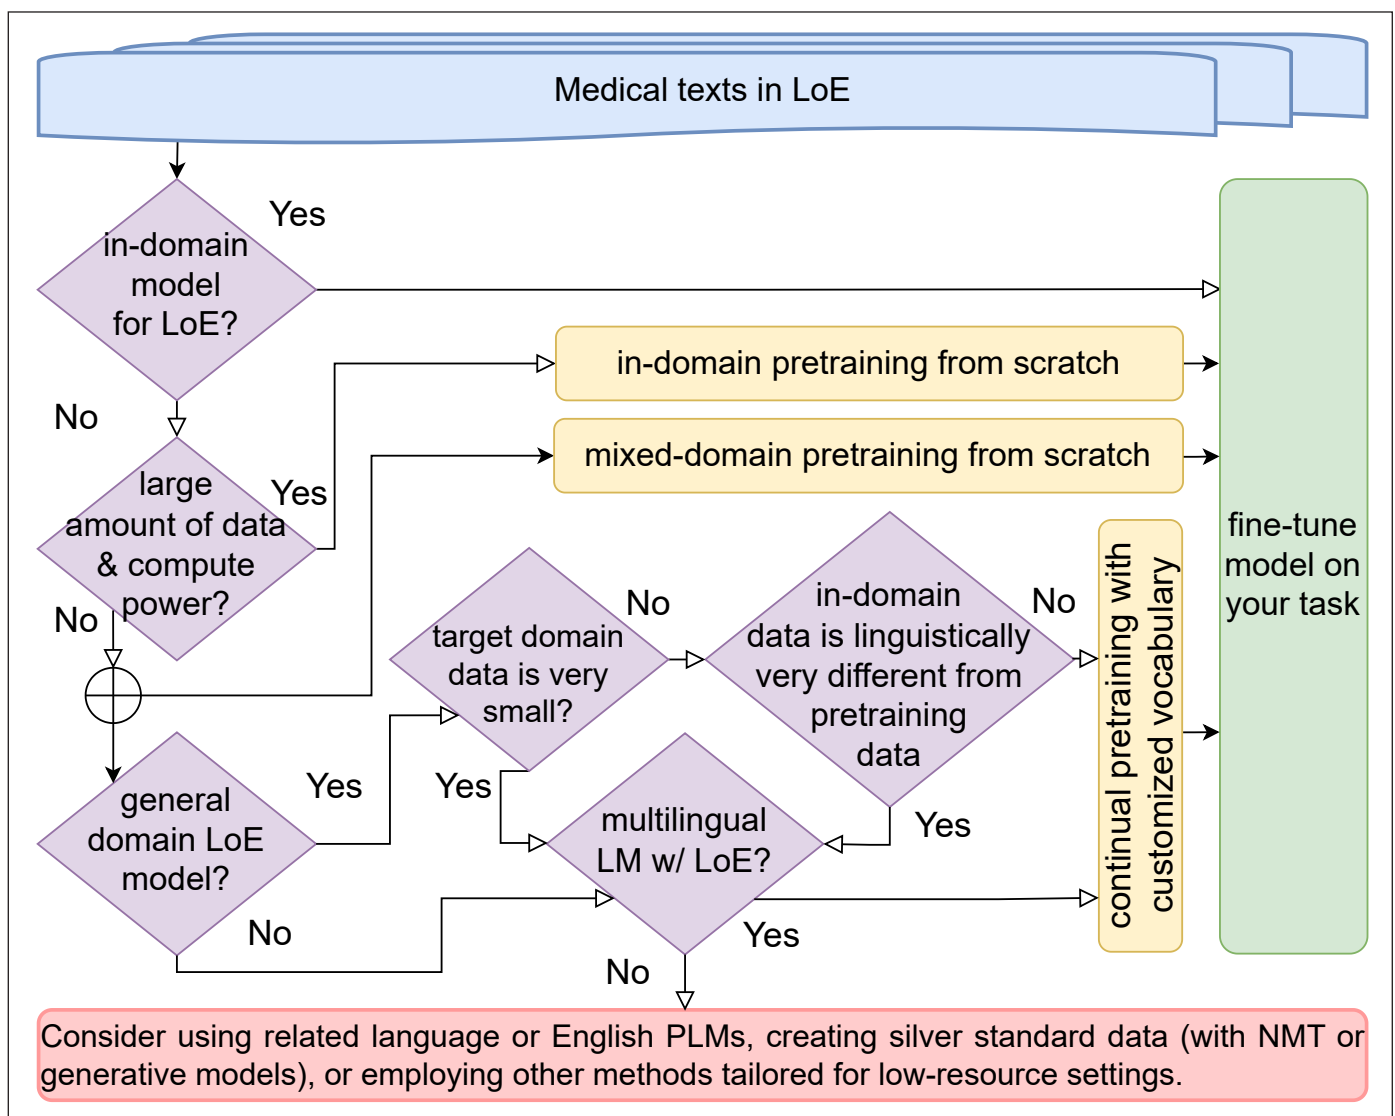 Medical texts in LoE
Yes
in-domain
model
for LoE?
No
in-domain pretraining from scratch
large
amount of data
& compute
power?
Yes
No
mixed-domain pretraining from scratch
target domain
data is very
small?
No
Yes
in-domain
data is linguistically
very different from
pretraining
data
No
Yes
continual pretraining with
customized vocabulary
fine-tune
model on
your task
general
domain LoE
model?
Yes
No
multilingual
LM w/ LoE?
Yes
No
Consider using related language or English PLMs, creating silver standard data (with NMT or
generative models), or employing other methods tailored for low-resource settings.